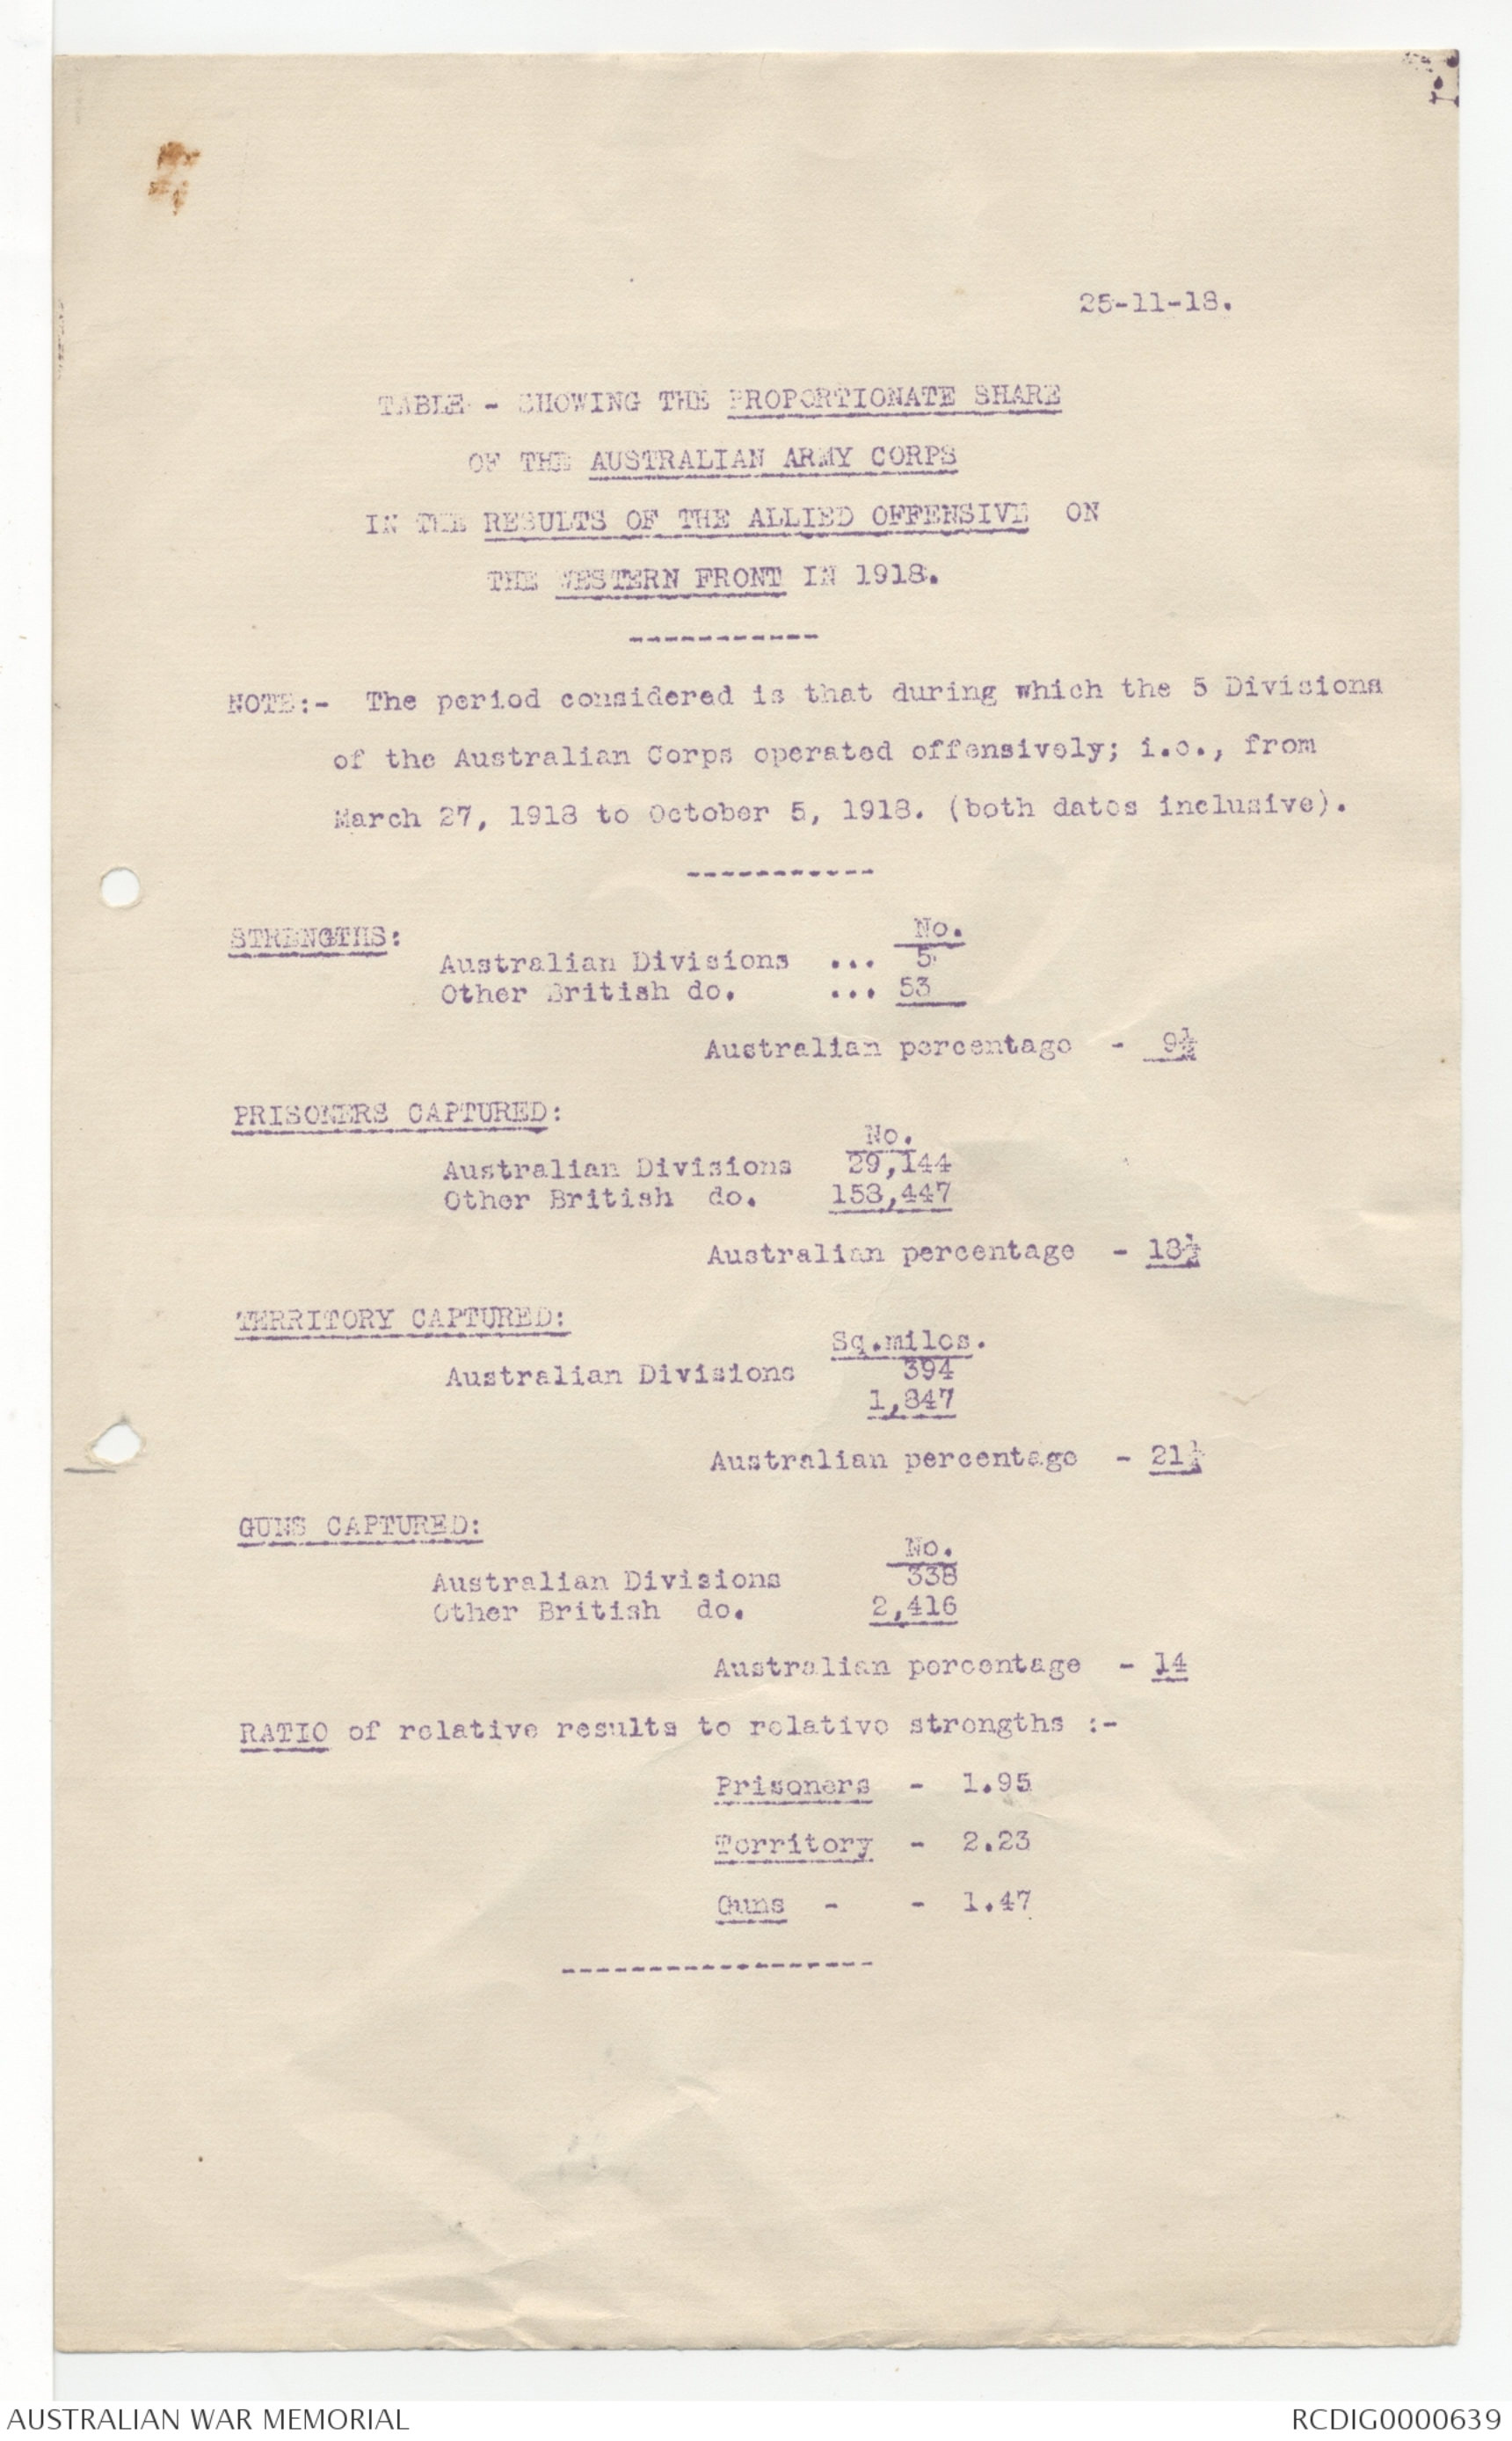 25-11-18.
TABLE - SHOWING THE PROPORTIONATE SHARE
OF THE AUSTRALIAN ARMY CORPS
IN THE RESULTS OF THE ALLIED OFFENSIVE ON
THE WESTERN FRONT IN 1918.
------------
NOTE:- The period considered is that during which the 5 Divisions
of the Australian Corps operated offensively; i.e., from
March 27, 1918 to October 5, 1918. (both dates inclusive).
-----------
STRENGTHS: No.
Australian Divisions ... 5
Other British do. ... 53
Australian percentage - 9½
PRISONERS CAPTURED:
No.
Australian Divisions 29,144
Other British do. 158,447
Australian percentage - 18½
TERRITORY CAPTURED:
Sq.miles.
Australian Divisions 394
1,847
Australian percentage - 21¼
GUNS CAPTURED:
No.
Australian Divisions 338
Other British do. 2,416
Australian percentage - 14
RATIO of relative results to relative strengths :-
Prisoners - 1.95
Territory - 2.23
Guns - - 1.47
------------------
AUSTRALIAN WAR MEMORIAL RCDIG0000639